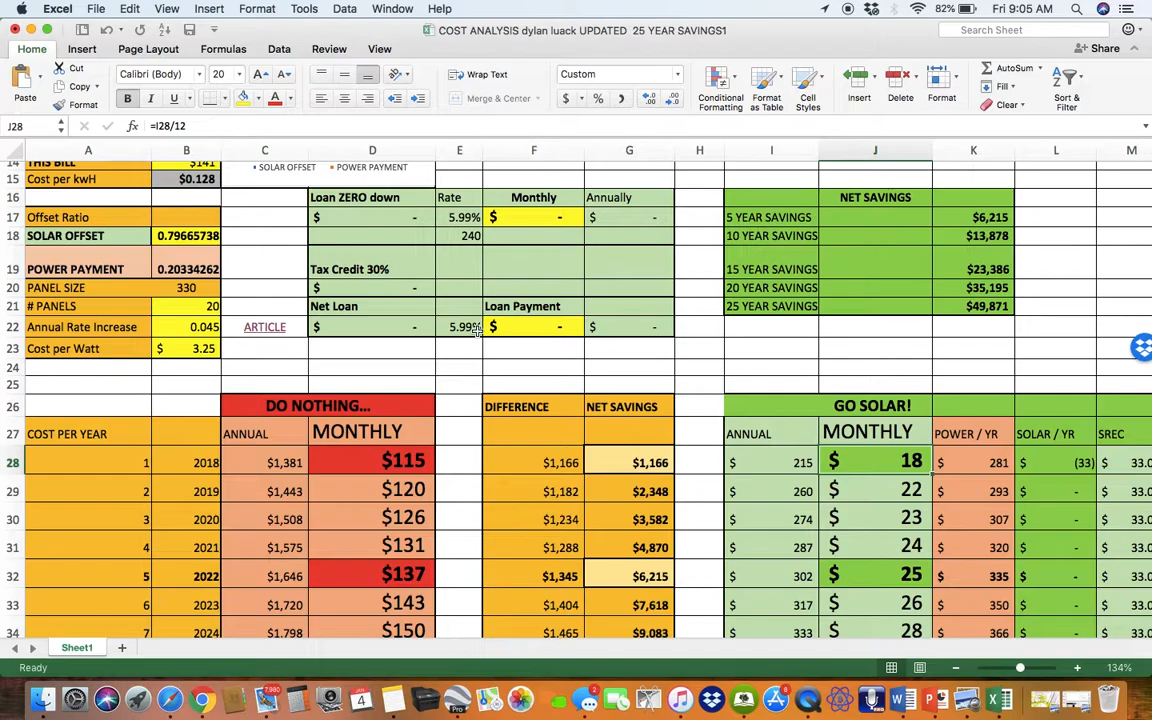 Excel File Edit View Insert Format Tools Data Window Help 82% Fri 9:05 AM
COST ANALYSIS dylan luack UPDATED 25 YEAR SAVINGS1 Search Sheet
Home Insert Page Layout Formulas Data Review View Share
Paste Cut Copy Format Calibri (Body) 20 A A Wrap Text Custom Conditional Formatting Format as Table Cell Styles Insert Delete Format AutoSum Fill Clear Sort & Filter
B I U A Merge & Center $ % )
J28 fx =I28/12
A B C D E F G H I J K L M
14 THIS BILL $141 SOLAR OFFSET POWER PAYMENT
15 Cost per kwH $0.128
16 Loan ZERO down Rate Monthly Annually NET SAVINGS
17 Offset Ratio $ - 5.99% $ - $ - 5 YEAR SAVINGS $6,215
18 SOLAR OFFSET 0.79665738 240 10 YEAR SAVINGS $13,878
19 POWER PAYMENT 0.20334262 Tax Credit 30% 15 YEAR SAVINGS $23,386
20 PANEL SIZE 330 $ - 20 YEAR SAVINGS $35,195
21 # PANELS 20 Net Loan Loan Payment 25 YEAR SAVINGS $49,871
22 Annual Rate Increase 0.045 ARTICLE $ - 5.99% $ - $ -
23 Cost per Watt $ 3.25
24
25
26 DO NOTHING... DIFFERENCE NET SAVINGS GO SOLAR!
27 COST PER YEAR ANNUAL MONTHLY ANNUAL MONTHLY POWER / YR SOLAR / YR SREC
28 1 2018 $1,381 $115 $1,166 $1,166 $ 215 $ 18 $ 281 $ (33) $ 33.0
29 2 2019 $1,443 $120 $1,182 $2,348 $ 260 $ 22 $ 293 $ - $ 33.0
30 3 2020 $1,508 $126 $1,234 $3,582 $ 274 $ 23 $ 307 $ - $ 33.0
31 4 2021 $1,575 $131 $1,288 $4,870 $ 287 $ 24 $ 320 $ - $ 33.0
32 5 2022 $1,646 $137 $1,345 $6,215 $ 302 $ 25 $ 335 $ - $ 33.0
33 6 2023 $1,720 $143 $1,404 $7,618 $ 317 $ 26 $ 350 $ - $ 33.0
34 7 2024 $1,798 $150 $1,465 $9,083 $ 333 $ 28 $ 366 $ - $ 33.0
Sheet1 +
Ready 134%